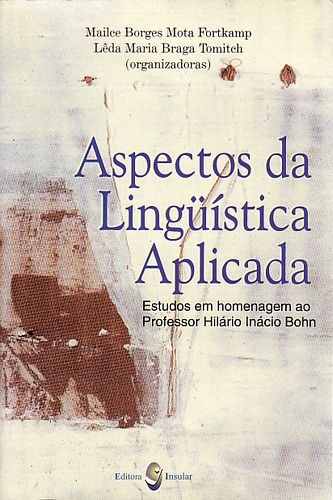 Mailce Borges Mota Fortkamp
Lêda Maria Braga Tomitch
(organizadoras)
Aspectos da
Lingüística
Aplicada
Estudos em homenagem ao
Professor Hilário Inácio Bohn
Editora Insular